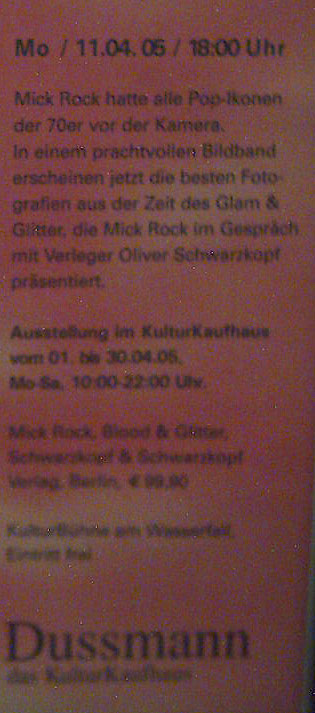 Mo / 11.04.05 / 18:00 Uhr
Mick Rock hatte alle Pop-Ikonen
der 70er vor der Kamera.
In einem prachtvollen Bildband
erscheinen jetzt die besten Foto-
grafien aus der Zeit des Glam &
Glitter, die Mick Rock im Gespräch
mit Verleger Oliver Schwarzkopf
präsentiert.
Ausstellung im KulturKaufhaus
vom 01. bis 30.04.05,
Mo-Sa, 10:00-22:00 Uhr.
Mick Rock, Blood & Glitter,
Schwarzkopf & Schwarzkopf
Verlag, Berlin, € 99,90
KulturBühne am Wasserfall,
Eintritt frei
Dussmann
das KulturKaufhaus